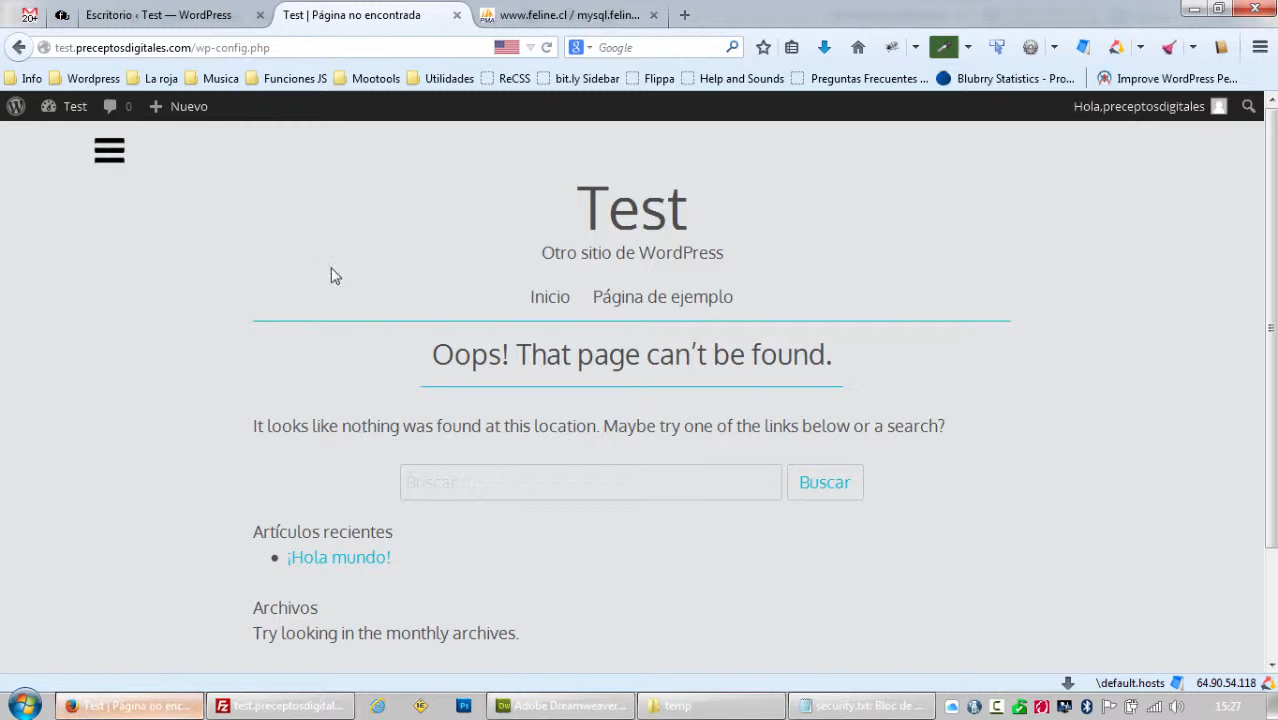 20+
Escritorio ‹ Test — WordPress
Test | Página no encontrada
PMA
www.feline.cl / mysql.felin...
test.preceptosdigitales.com/wp-config.php
Google
Info
Wordpress
La roja
Musica
Funciones JS
Mootools
Utilidades
ReCSS
bit.ly Sidebar
Flippa
Help and Sounds
Preguntas Frecuentes ...
Blubrry Statistics - Pro...
Improve WordPress Pe...
Test
0
Nuevo
Hola,preceptosdigitales
Test
Otro sitio de WordPress
Inicio
Página de ejemplo
Oops! That page can't be found.
It looks like nothing was found at this location. Maybe try one of the links below or a search?
Buscar
Buscar
Artículos recientes
¡Hola mundo!
Archivos
Try looking in the monthly archives.
\default.hosts
64.90.54.118
Test | Página no enc...
test.preceptosdigital...
Ps
Dw
Adobe Dreamweaver...
temp
security.txt: Bloc de ...
15:27